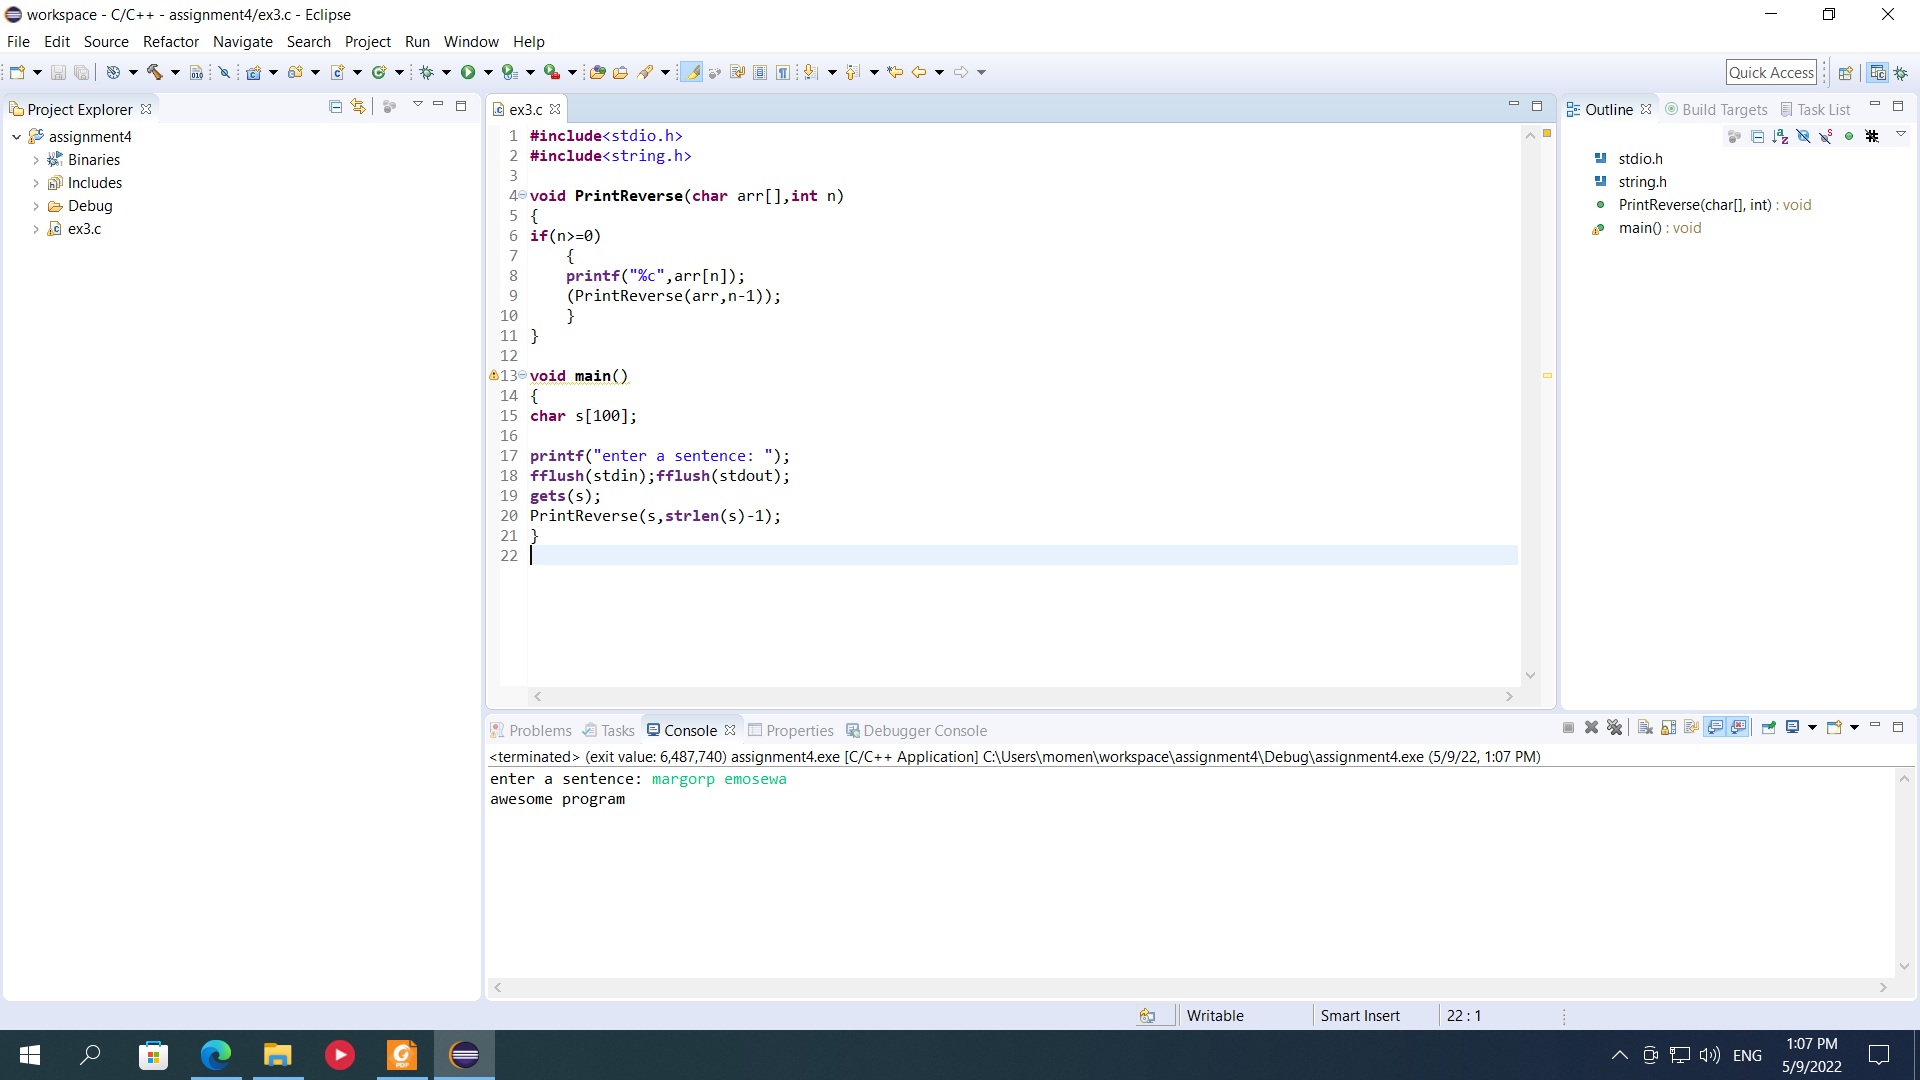 workspace - C/C++ - assignment4/ex3.c - Eclipse
File Edit Source Refactor Navigate Search Project Run Window Help
Quick Access
Project Explorer
assignment4
Binaries
Includes
Debug
ex3.c
ex3.c
1 #include<stdio.h>
2 #include<string.h>
3
4 void PrintReverse(char arr[],int n)
5 {
6 if(n>=0)
7     {
8     printf("%c",arr[n]);
9     (PrintReverse(arr,n-1));
10     }
11 }
12
13 void main()
14 {
15 char s[100];
16
17 printf("enter a sentence: ");
18 fflush(stdin);fflush(stdout);
19 gets(s);
20 PrintReverse(s,strlen(s)-1);
21 }
22
Outline Build Targets Task List
stdio.h
string.h
PrintReverse(char[], int) : void
main() : void
Problems Tasks Console Properties Debugger Console
<terminated> (exit value: 6,487,740) assignment4.exe [C/C++ Application] C:\Users\momen\workspace\assignment4\Debug\assignment4.exe (5/9/22, 1:07 PM)
enter a sentence: margorp emosewa
awesome program
Writable Smart Insert 22 : 1
ENG
1:07 PM
5/9/2022